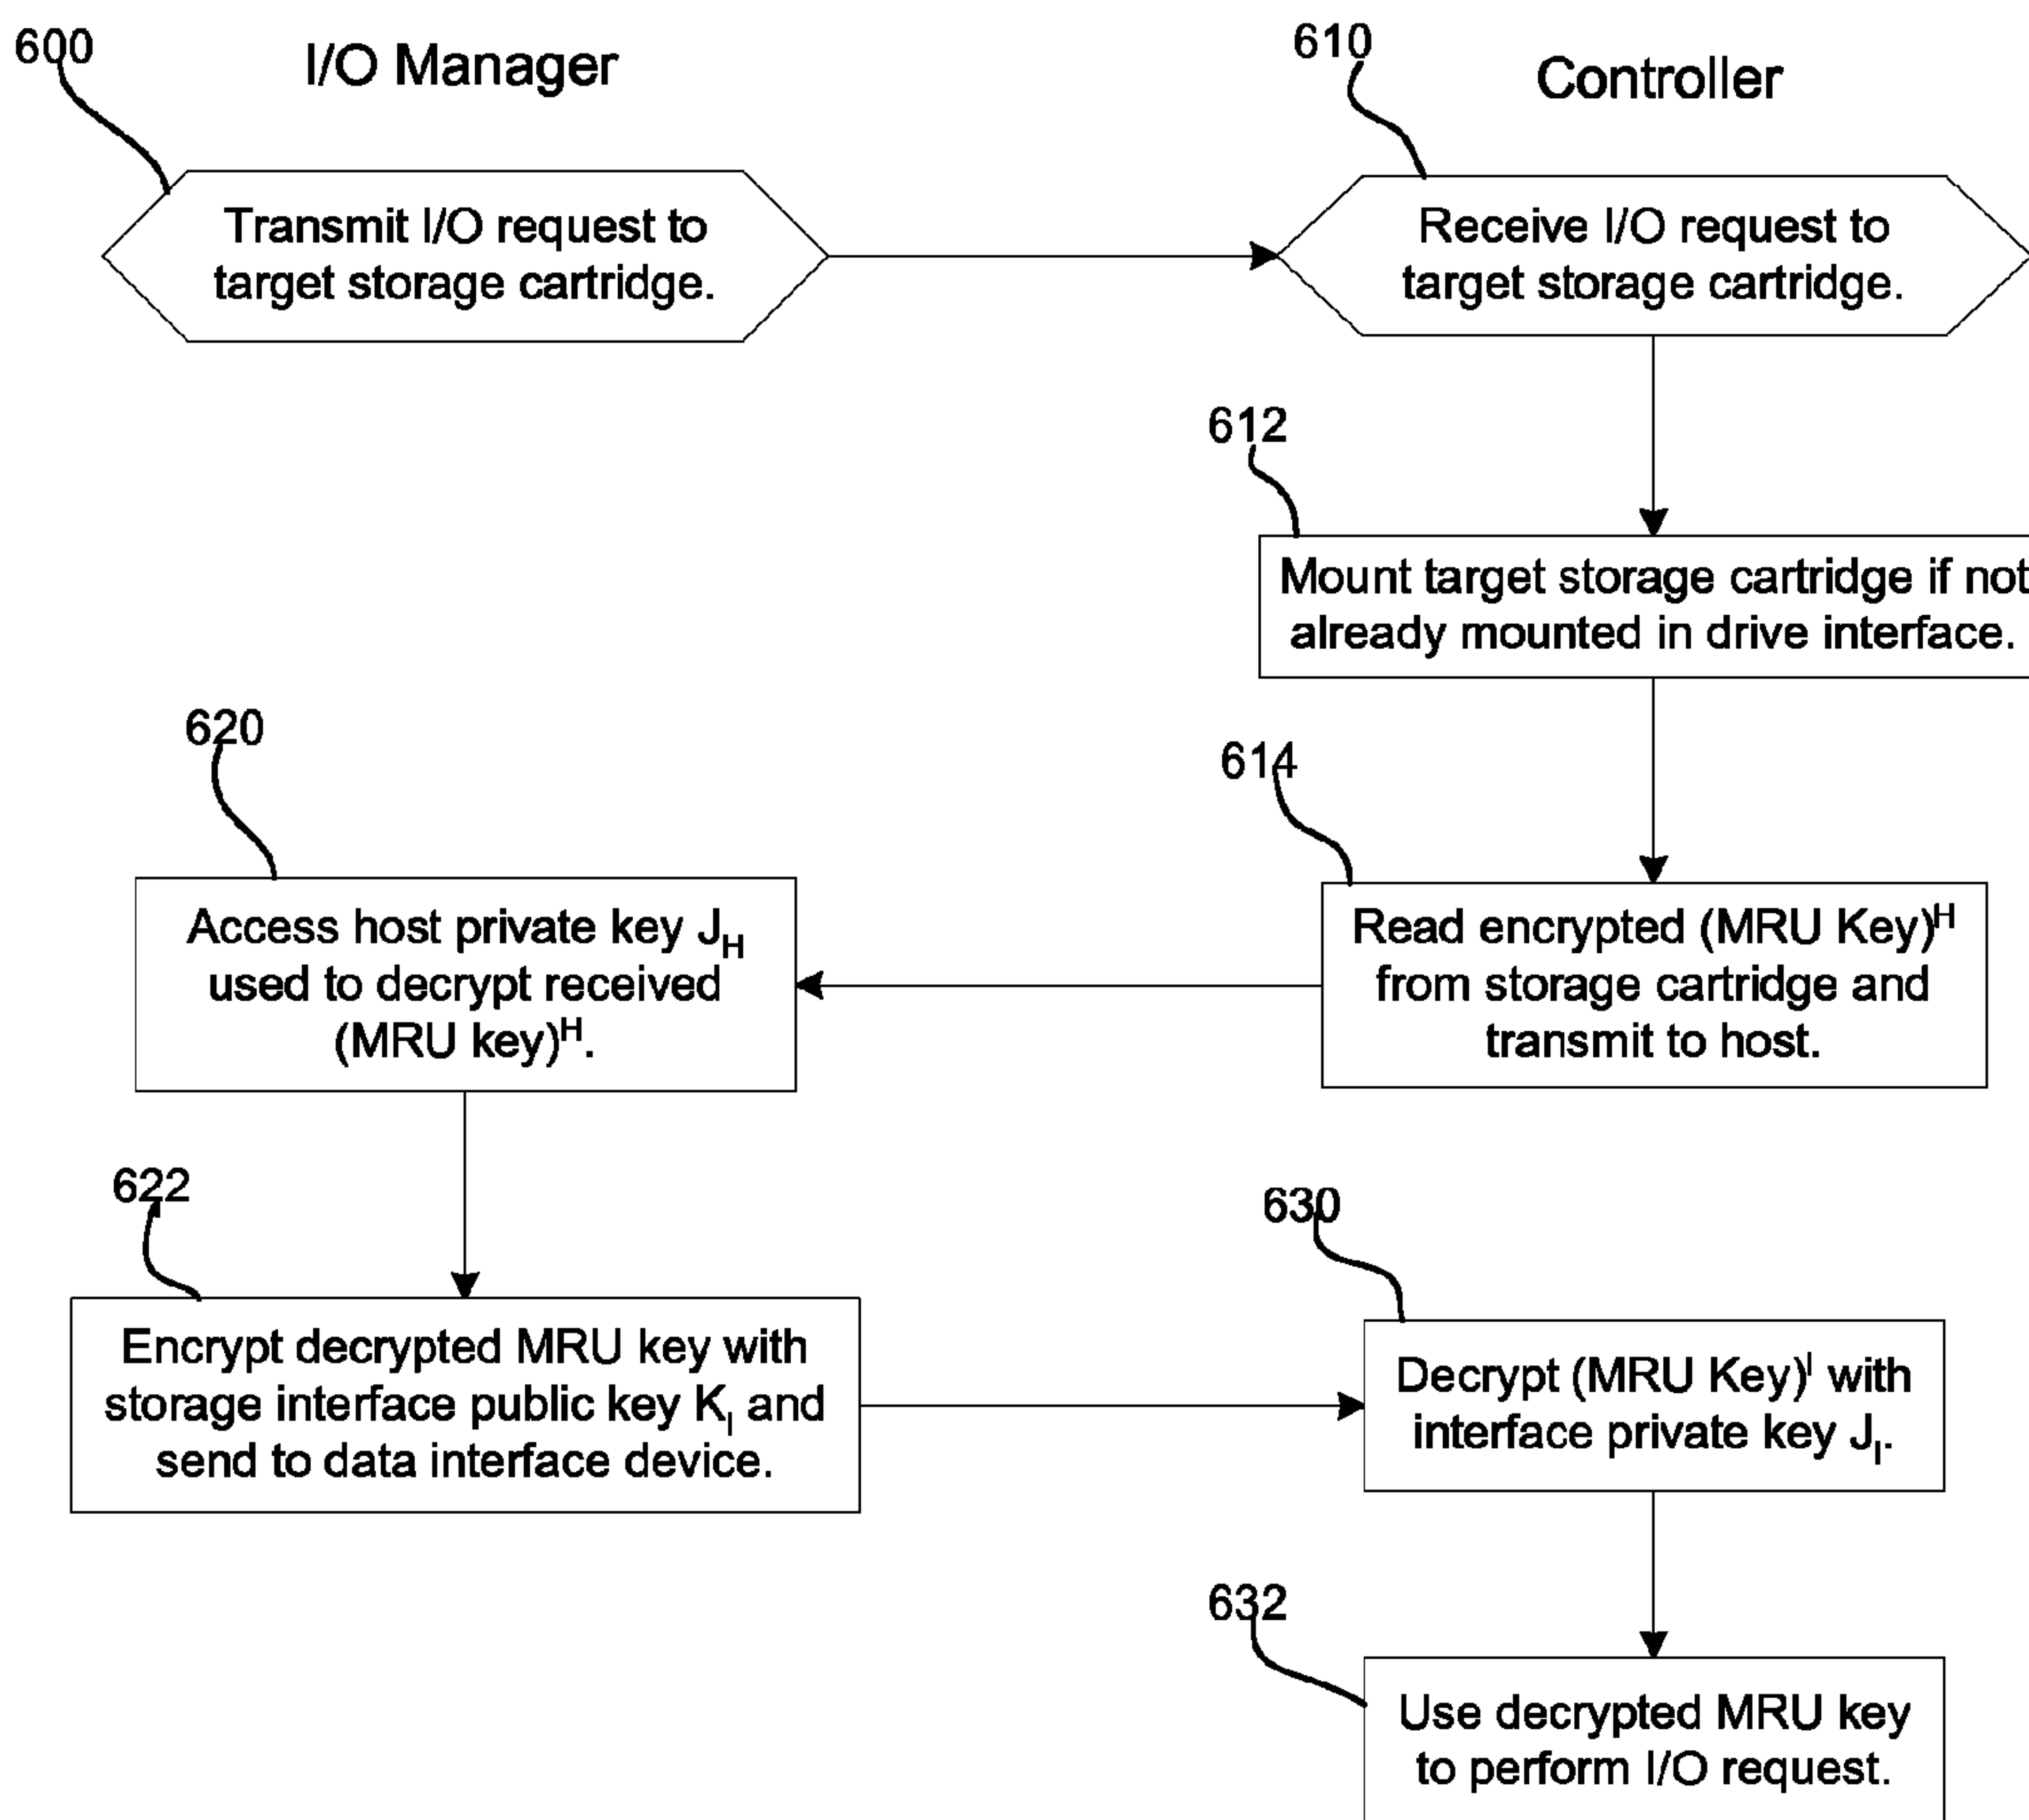 600
I/O Manager
610
Controller
Transmit I/O request to
target storage cartridge.
Receive I/O request to
target storage cartridge.
612
Mount target storage cartridge if not
already mounted in drive interface.
620
614
Access host private key J_H
used to decrypt received
(MRU key)^H.
Read encrypted (MRU Key)^H
from storage cartridge and
transmit to host.
622
630
Encrypt decrypted MRU key with
storage interface public key K_I and
send to data interface device.
Decrypt (MRU Key)^I with
interface private key J_I.
632
Use decrypted MRU key
to perform I/O request.